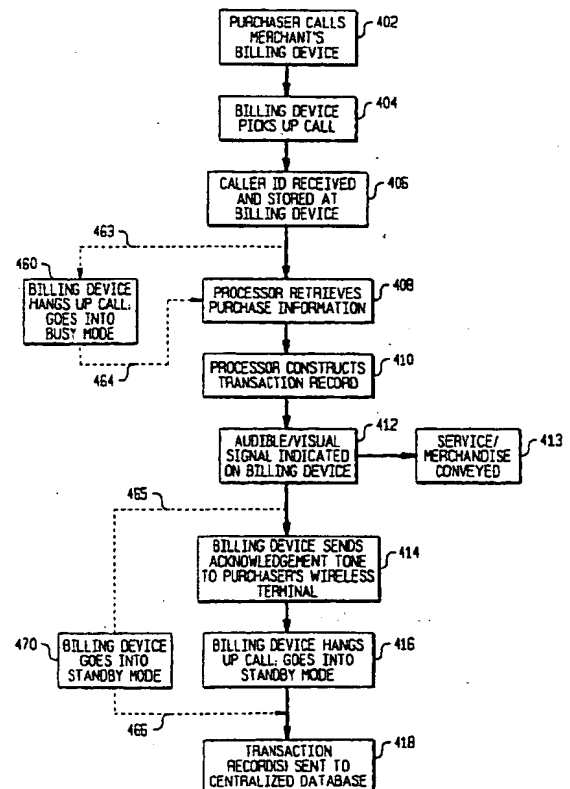 PURCHASER CALLS
MERCHANT'S
BILLING DEVICE
402
BILLING DEVICE
PICKS UP CALL
404
CALLER ID RECEIVED
AND STORED AT
BILLING DEVICE
406
463
460
BILLING DEVICE
HANGS UP CALL;
GOES INTO
BUSY MODE
464
PROCESSOR RETRIEVES
PURCHASE INFORMATION
408
PROCESSOR CONSTRUCTS
TRANSACTION RECORD
410
AUDIBLE/VISUAL
SIGNAL INDICATED
ON BILLING DEVICE
412
SERVICE/
MERCHANDISE
CONVEYED
413
465
BILLING DEVICE SENDS
ACKNOWLEDGEMENT TONE
TO PURCHASER'S WIRELESS
TERMINAL
414
470
BILLING DEVICE
GOES INTO
STANDBY MODE
BILLING DEVICE HANGS
UP CALL; GOES INTO
STANDBY MODE
416
466
TRANSACTION
RECORD(S) SENT TO
CENTRALIZED DATABASE
418